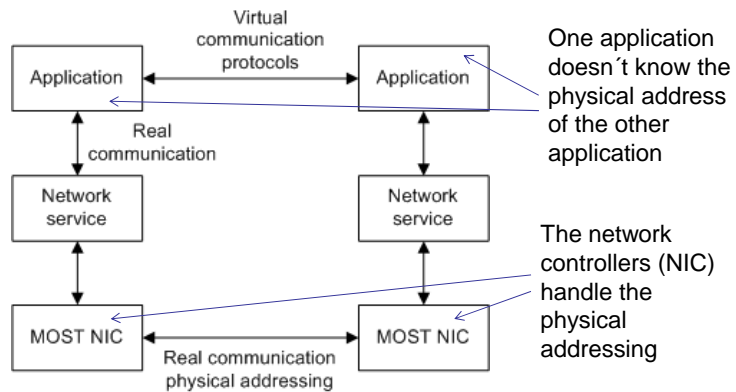 Virtual
communication
protocols
Application
Application
One application
doesn´t know the
physical address
of the other
application
Real
communication
Network
service
Network
service
The network
controllers (NIC)
handle the
physical
addressing
MOST NIC
MOST NIC
Real communication
physical addressing